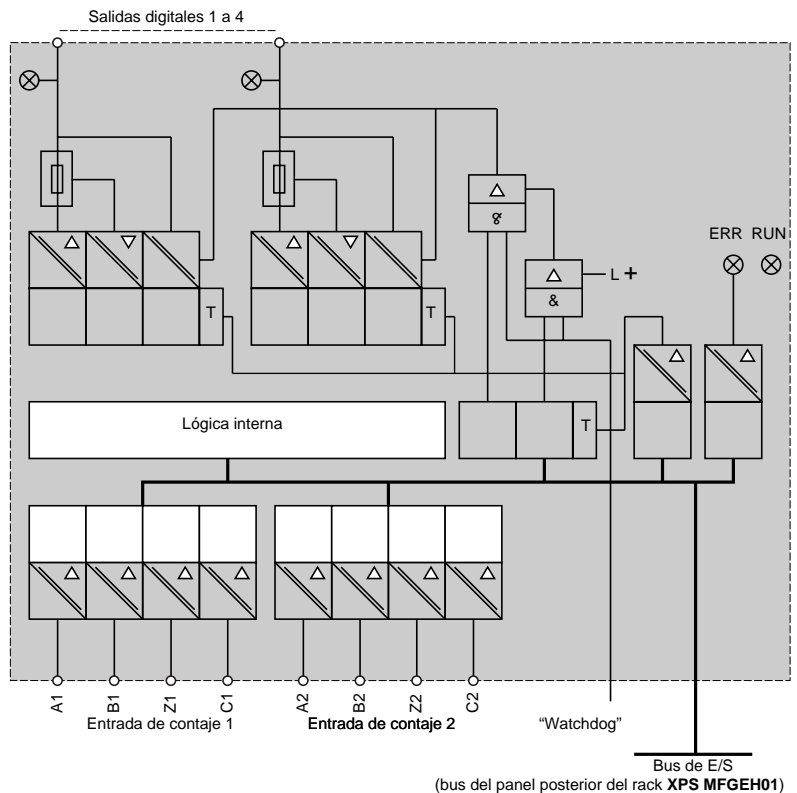 Salidas digitales 1 a 4
ERR RUN
L +
&
&
T
T
Lógica interna
T
A1
B1
Z1
C1
A2
B2
Z2
C2
Entrada de contaje 1
Entrada de contaje 2
“Watchdog”
Bus de E/S
(bus del panel posterior del rack XPS MFGEH01)